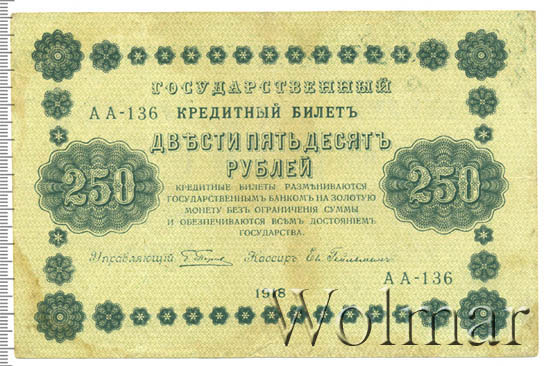 ГОСУДАРСТВЕННЫЙ
АА-136 КРЕДИТНЫЙ БИЛЕТЪ
ДВѢСТИ ПЯТЬДЕСЯТЪ
РУБЛЕЙ
250
250
КРЕДИТНЫЕ БИЛЕТЫ РАЗМѢНИВАЮТСЯ
ГОСУДАРСТВЕННЫМЪ БАНКОМЪ НА ЗОЛОТУЮ
МОНЕТУ БЕЗЪ ОГРАНИЧЕНІЯ СУММЫ
И ОБЕЗПЕЧИВАЮТСЯ ВСѢМЪ ДОСТОЯНІЕМЪ
ГОСУДАРСТВА.
Управляющій Кассиръ
АА-136
1918
Wolmar